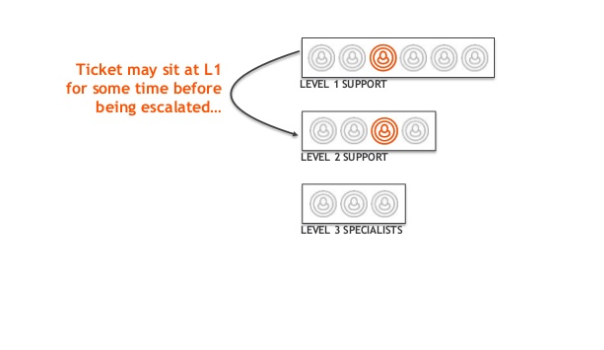 Ticket may sit at L1
for some time before
being escalated...
LEVEL 1 SUPPORT
LEVEL 2 SUPPORT
LEVEL 3 SPECIALISTS